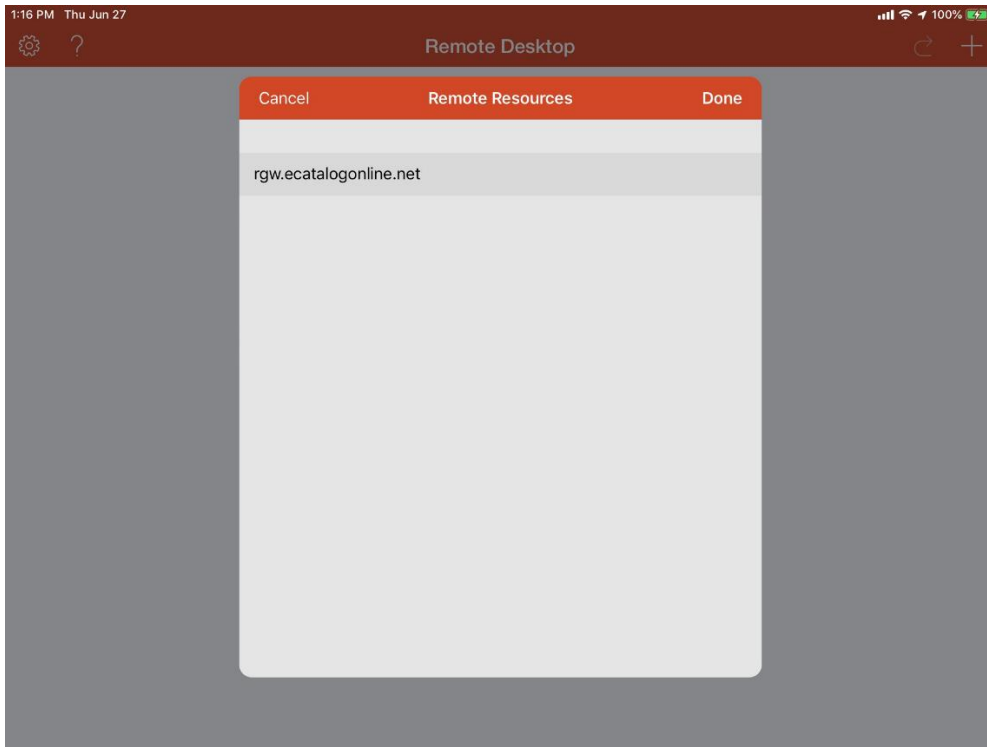 1:16 PM Thu Jun 27 100%
? Remote Desktop
Cancel Remote Resources Done
rgw.ecatalogonline.net